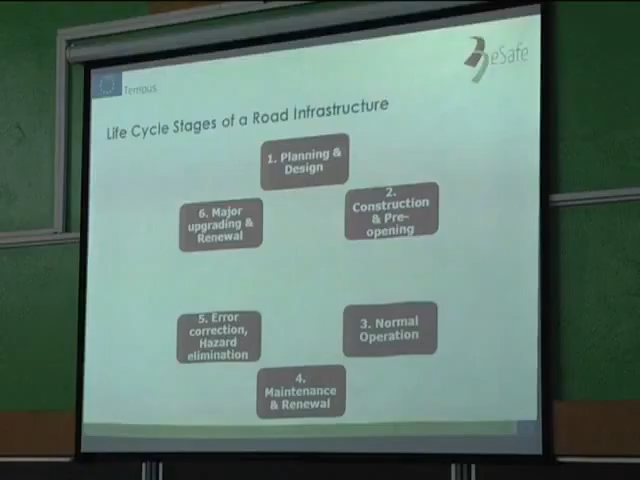 Tempus
eSafe
Life Cycle Stages of a Road Infrastructure
1. Planning &
Design
2.
Construction
& Pre-
opening
3. Normal
Operation
4.
Maintenance
& Renewal
5. Error
correction,
Hazard
elimination
6. Major
upgrading &
Renewal